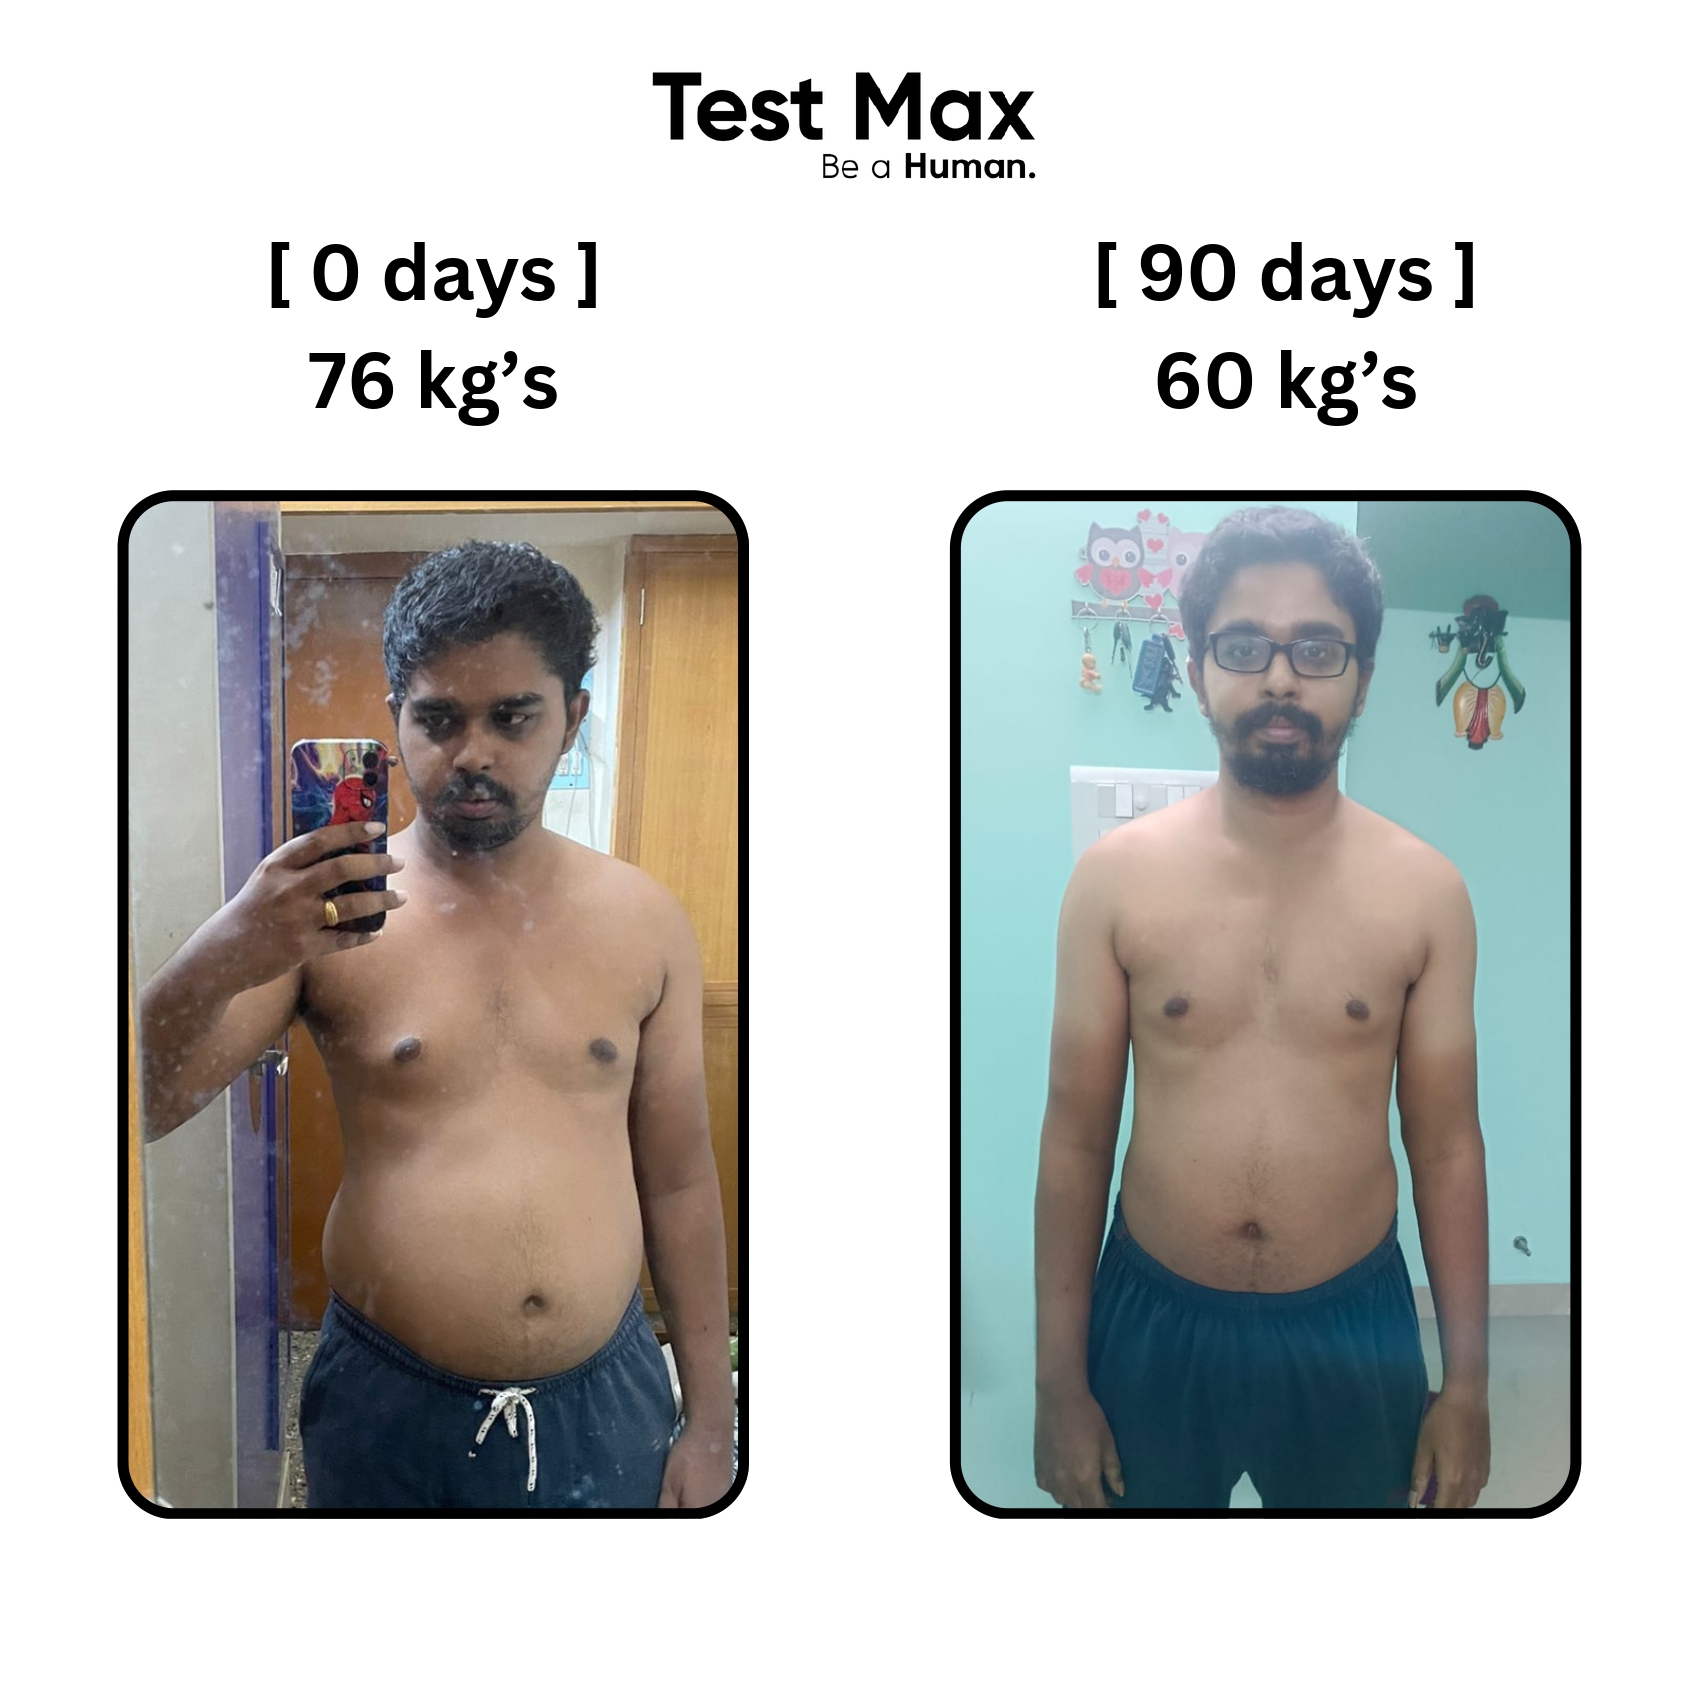 Test Max
Be a Human.
[ 0 days ]
76 kg’s
[ 90 days ]
60 kg’s